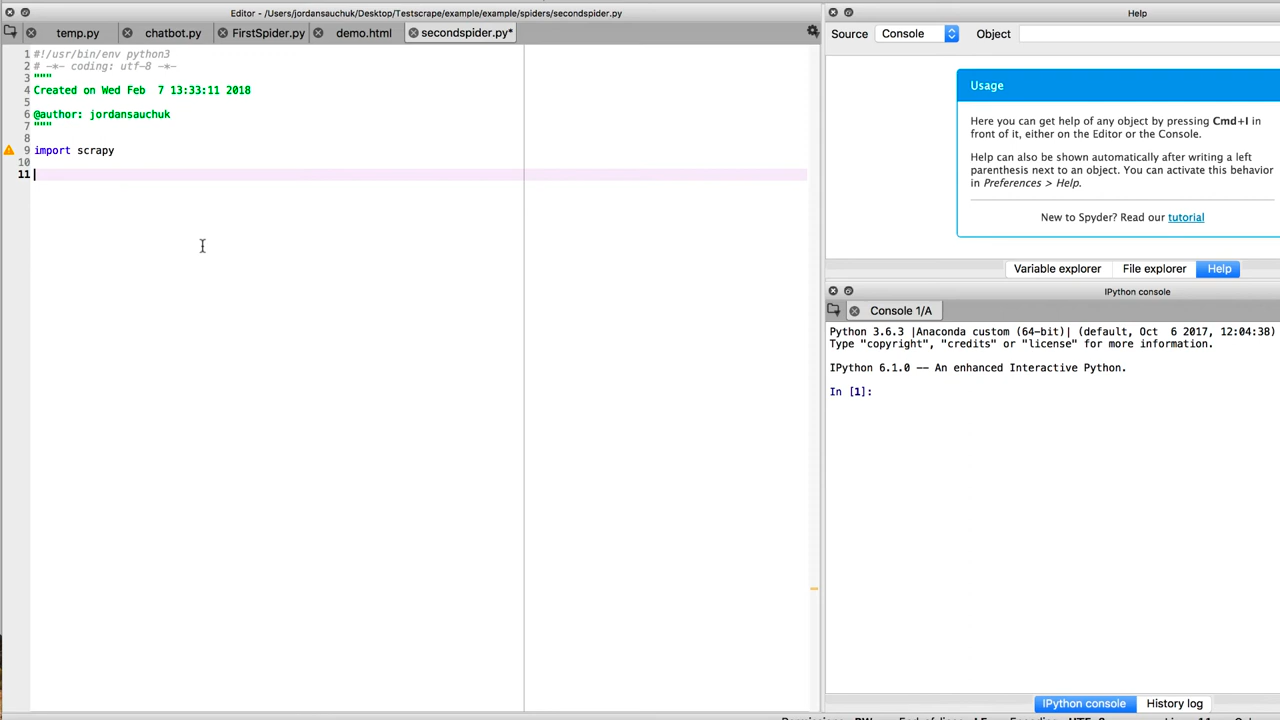 Editor - /Users/jordansauchuk/Desktop/Testscrape/example/example/spiders/secondspider.py
temp.py
chatbot.py
FirstSpider.py
demo.html
secondspider.py*
1 #!/usr/bin/env python3
2 # -*- coding: utf-8 -*-
3 """
4 Created on Wed Feb  7 13:33:11 2018
5
6 @author: jordansauchuk
7 """
8
9 import scrapy
10
11
Help
Source Console Object
Usage
Here you can get help of any object by pressing Cmd+I in
front of it, either on the Editor or the Console.
Help can also be shown automatically after writing a left
parenthesis next to an object. You can activate this behavior
in Preferences > Help.
New to Spyder? Read our tutorial
Variable explorer File explorer Help
IPython console
Console 1/A
Python 3.6.3 |Anaconda custom (64-bit)| (default, Oct  6 2017, 12:04:38)
Type "copyright", "credits" or "license" for more information.
IPython 6.1.0 -- An enhanced Interactive Python.
In [1]:
IPython console History log